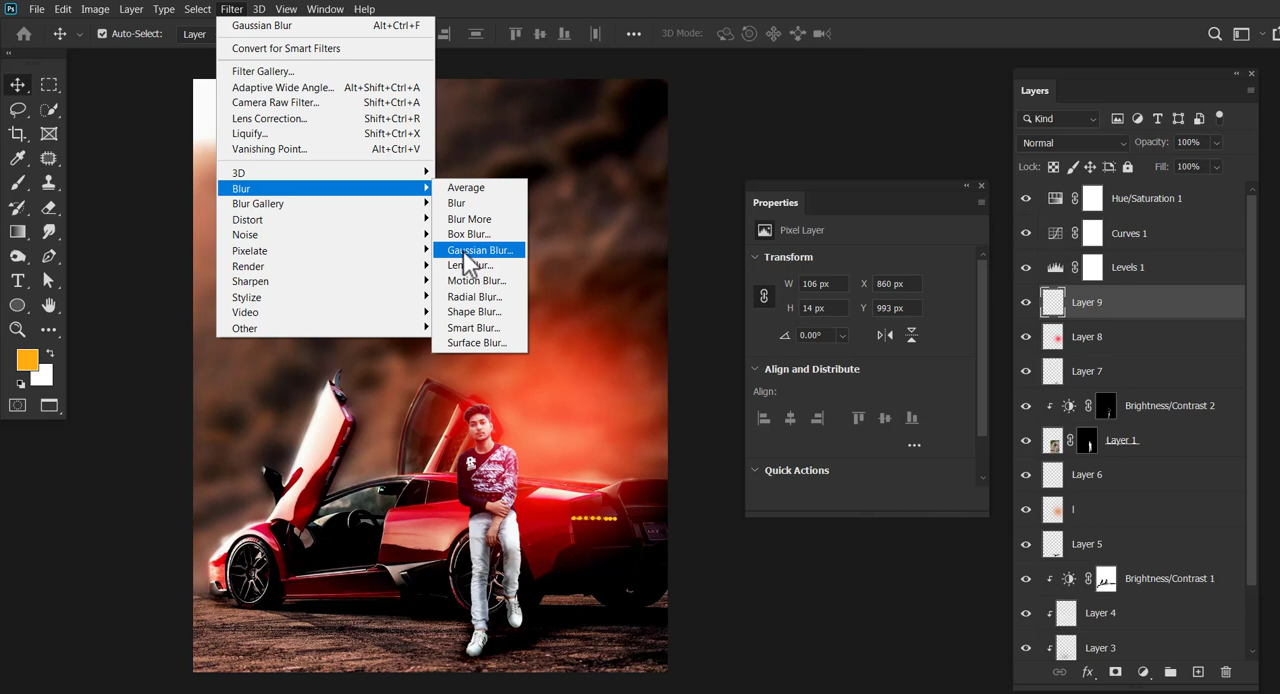 Ps File Edit Image Layer Type Select Filter 3D View Window Help
Auto-Select: Layer
3D Mode:
Gaussian Blur Alt+Ctrl+F
Convert for Smart Filters
Filter Gallery...
Adaptive Wide Angle... Alt+Shift+Ctrl+A
Camera Raw Filter... Shift+Ctrl+A
Lens Correction... Shift+Ctrl+R
Liquify... Shift+Ctrl+X
Vanishing Point... Alt+Ctrl+V
3D
Blur
Blur Gallery
Distort
Noise
Pixelate
Render
Sharpen
Stylize
Video
Other
Average
Blur
Blur More
Box Blur...
Gaussian Blur...
Lens Blur...
Motion Blur...
Radial Blur...
Shape Blur...
Smart Blur...
Surface Blur...
Properties
Pixel Layer
Transform
W 106 px X 860 px
H 14 px Y 993 px
0.00°
Align and Distribute
Align:
Quick Actions
Layers
Kind
Normal Opacity: 100%
Lock: Fill: 100%
Hue/Saturation 1
Curves 1
Levels 1
Layer 9
Layer 8
Layer 7
Brightness/Contrast 2
Layer 1
Layer 6
l
Layer 5
Brightness/Contrast 1
Layer 4
Layer 3
fx